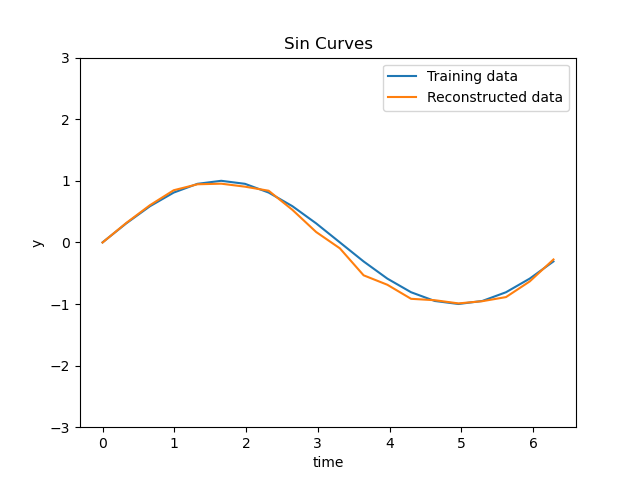 Sin Curves
Training data
Reconstructed data
3
2
1
0
−1
−2
−3
y
0 1 2 3 4 5 6
time